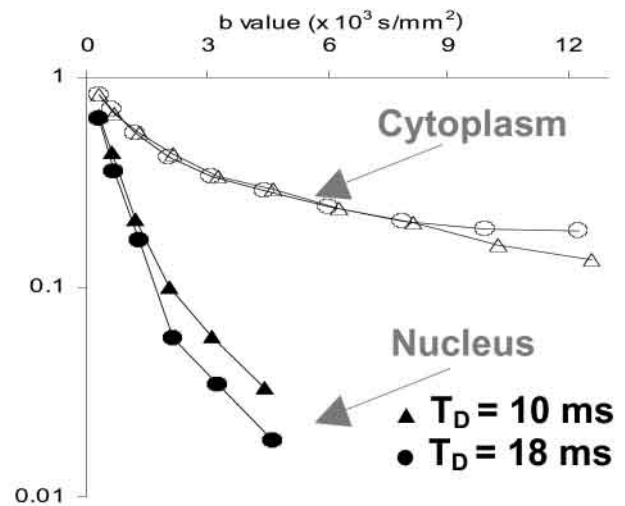 b value (x 10³ s/mm²)
0 3 6 9 12
1
Cytoplasm
0.1
Nucleus
▲ T_D = 10 ms
● T_D = 18 ms
0.01